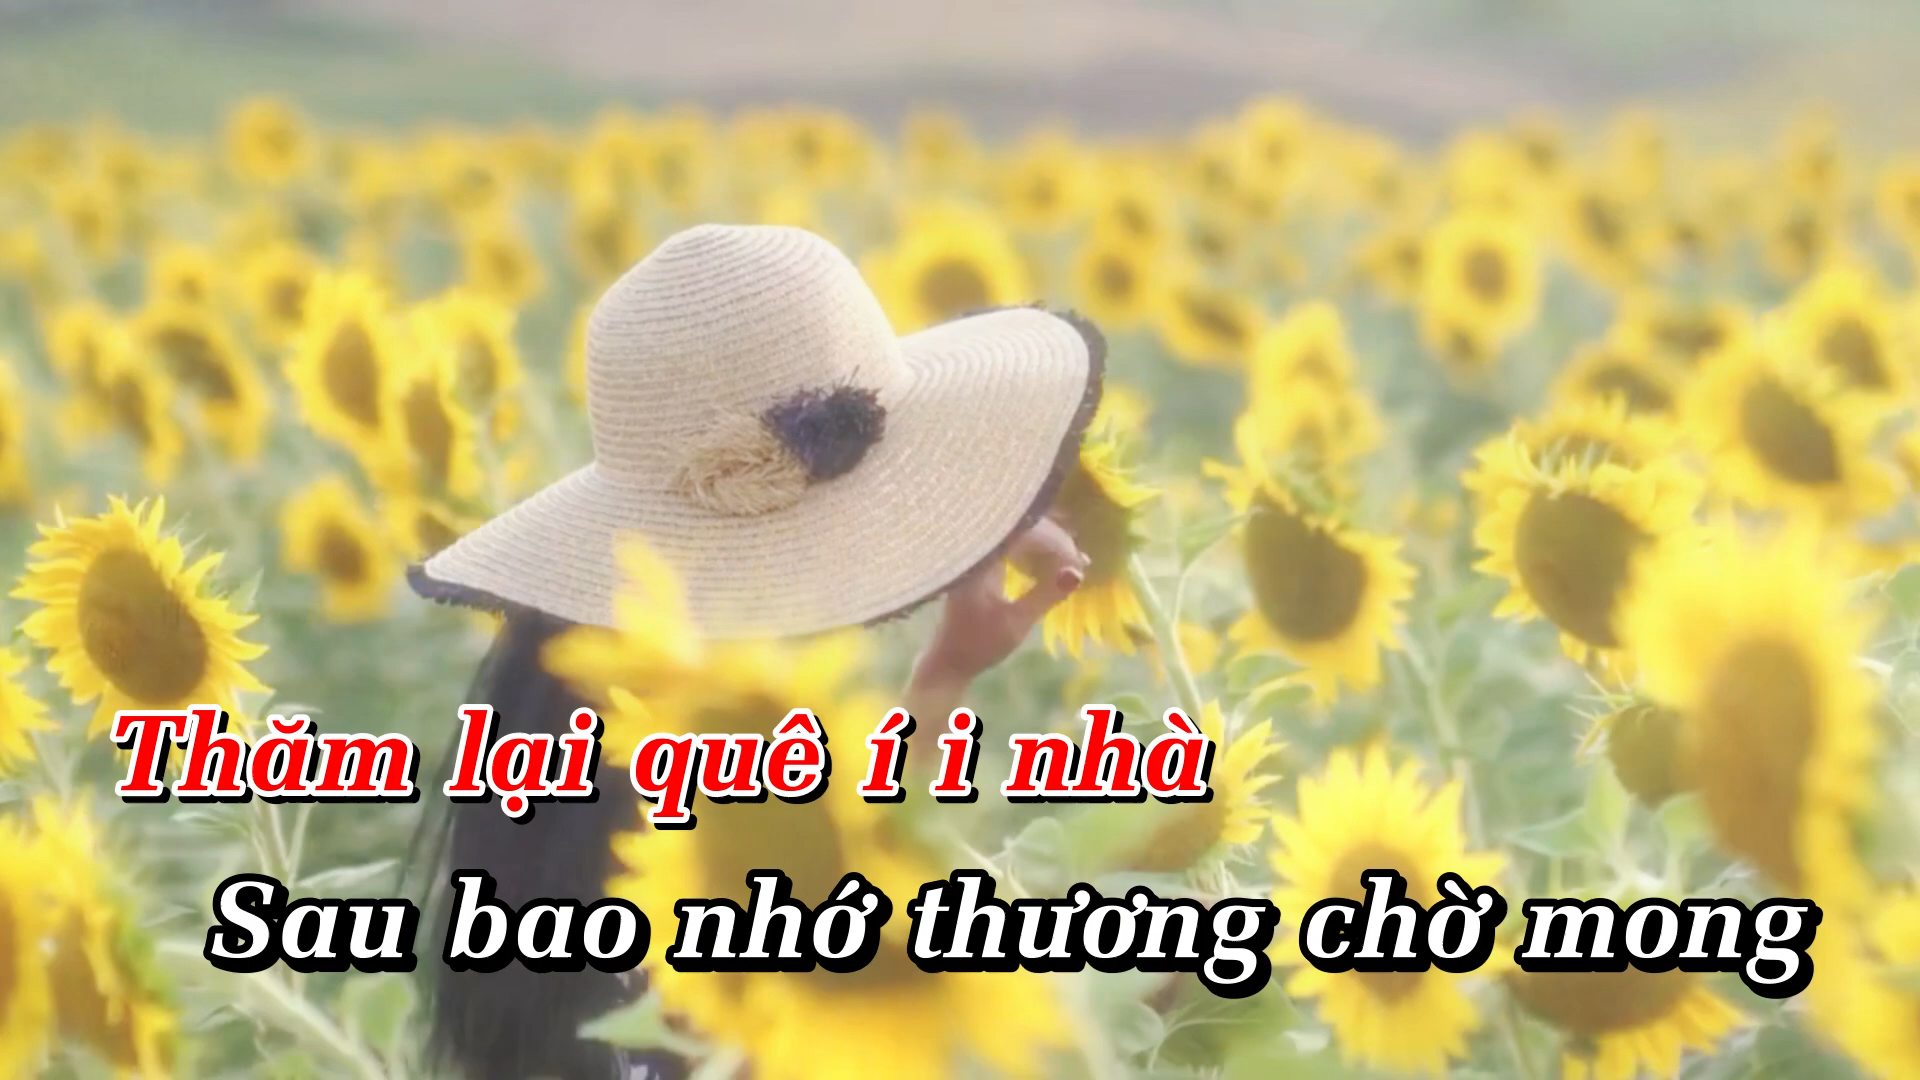 Thăm lại quê í i nhà
Sau bao nhớ thương chờ mong